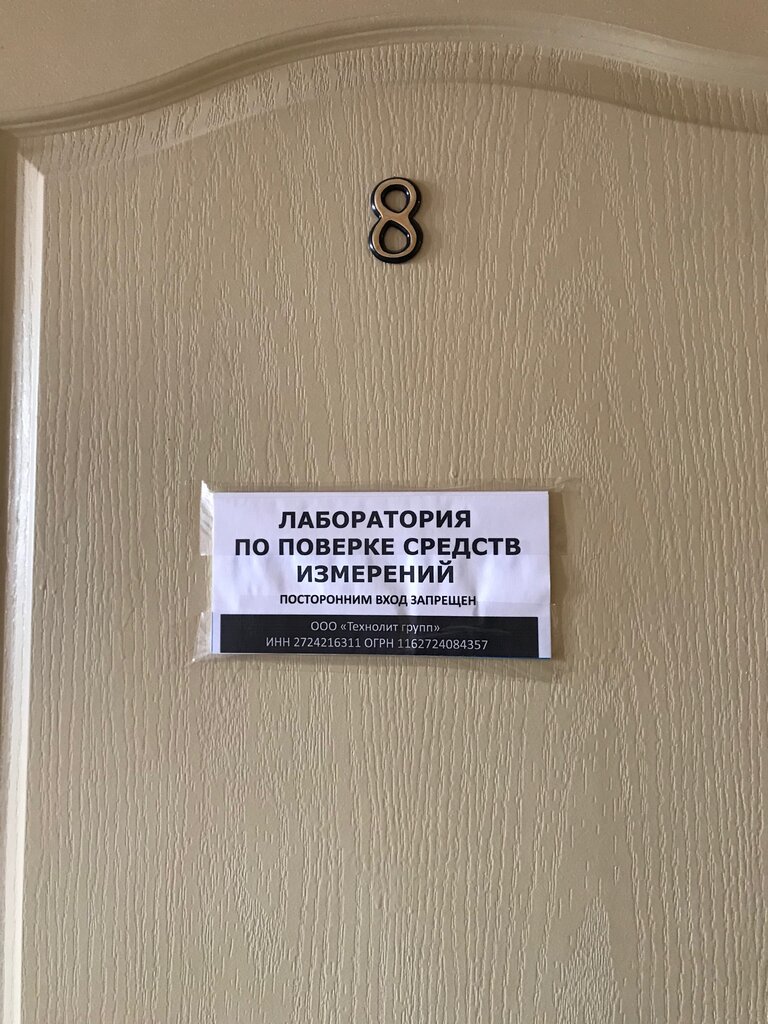 8
ЛАБОРАТОРИЯ
ПО ПОВЕРКЕ СРЕДСТВ
ИЗМЕРЕНИЙ
ПОСТОРОННИМ ВХОД ЗАПРЕЩЕН
ООО «Технолит групп»
ИНН 2724216311 ОГРН 1162724084357